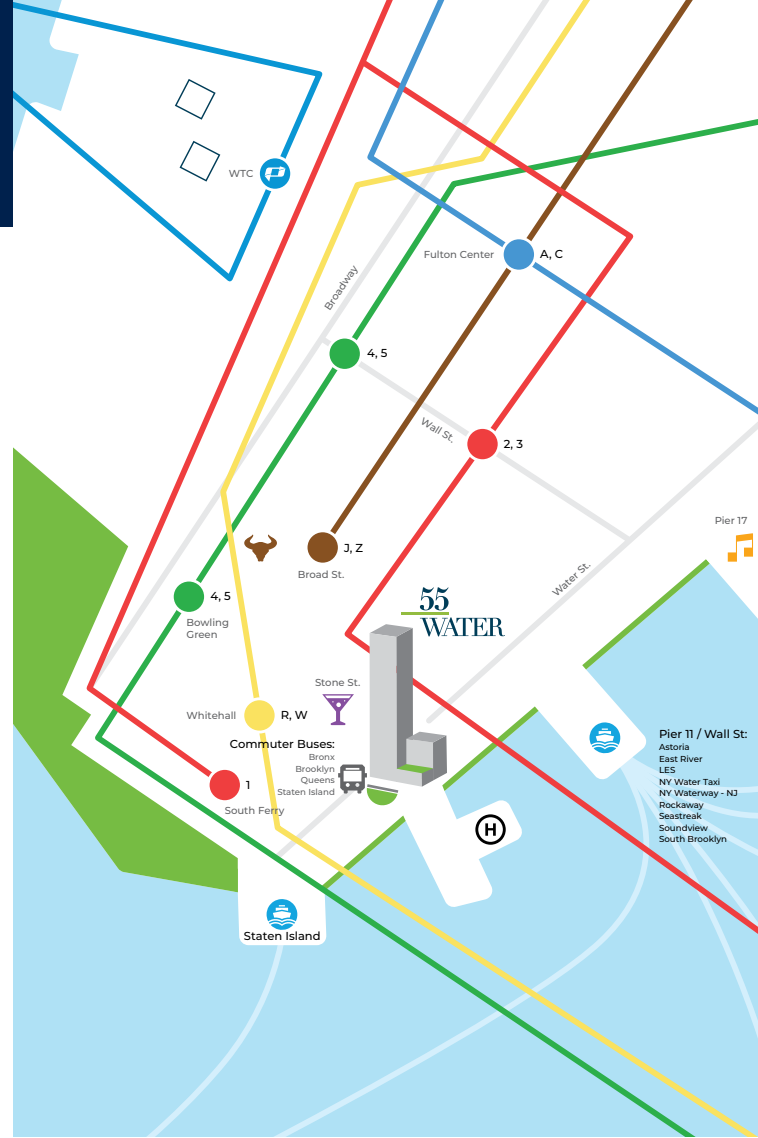 WTC
Fulton Center
A, C
Broadway
4, 5
Wall St.
2, 3
Pier 17
J, Z
Broad St.
Water St.
4, 5
Bowling
Green
55
WATER
Stone St.
Whitehall
R, W
Commuter Buses:
Bronx
Brooklyn
Queens
Staten Island
1
South Ferry
Pier 11 / Wall St:
Astoria
East River
LES
NY Water Taxi
NY Waterway - NJ
Rockaway
Seastreak
Soundview
South Brooklyn
H
Staten Island